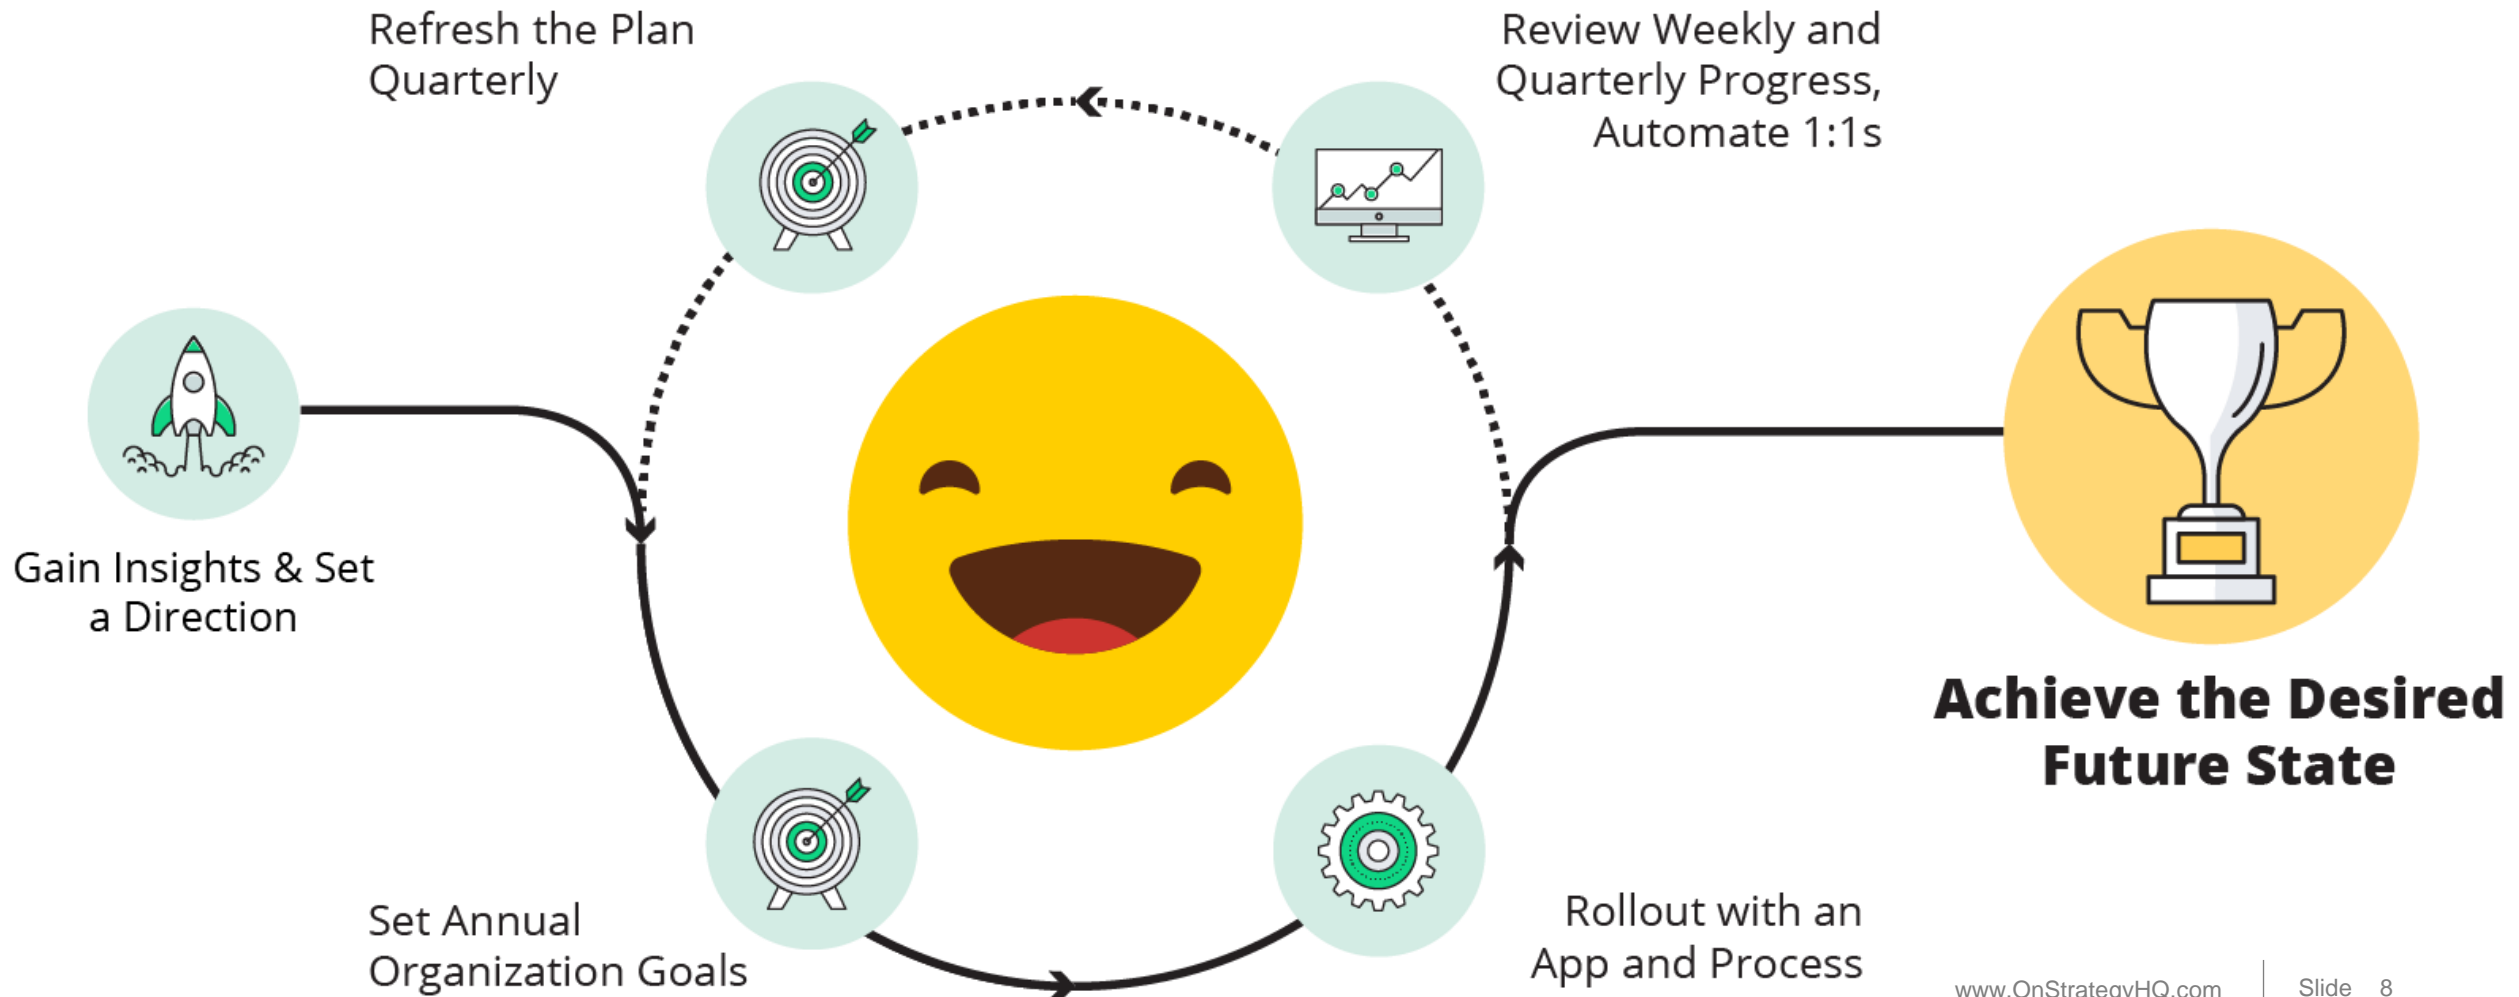 Refresh the Plan
Quarterly
Review Weekly and
Quarterly Progress,
Automate 1:1s
Gain Insights & Set
a Direction
Achieve the Desired
Future State
Set Annual
Organization Goals
Rollout with an
App and Process
www.OnStrategyHQ.com
Slide 8